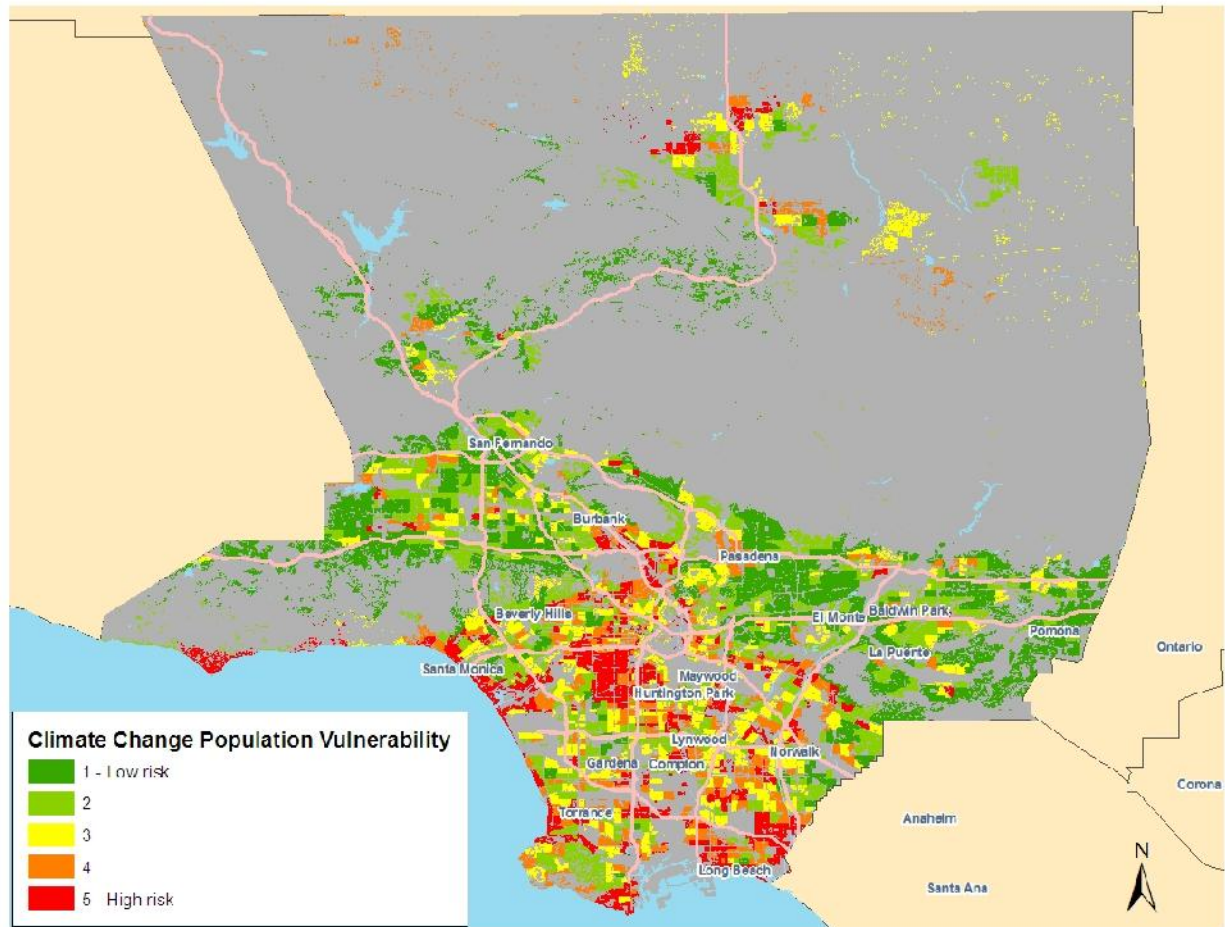 San Fernando
Burbank
Pasadena
Beverly Hills
El Monte
Baldwin Park
Pomona
La Puente
Ontario
Santa Monica
Maywood
Huntington Park
Climate Change Population Vulnerability
1 - Low risk
2
3
4
5 High risk
Lynwood
Norwalk
Gardena
Compton
Torrance
Long Beach
Corona
Anaheim
Santa Ana
N